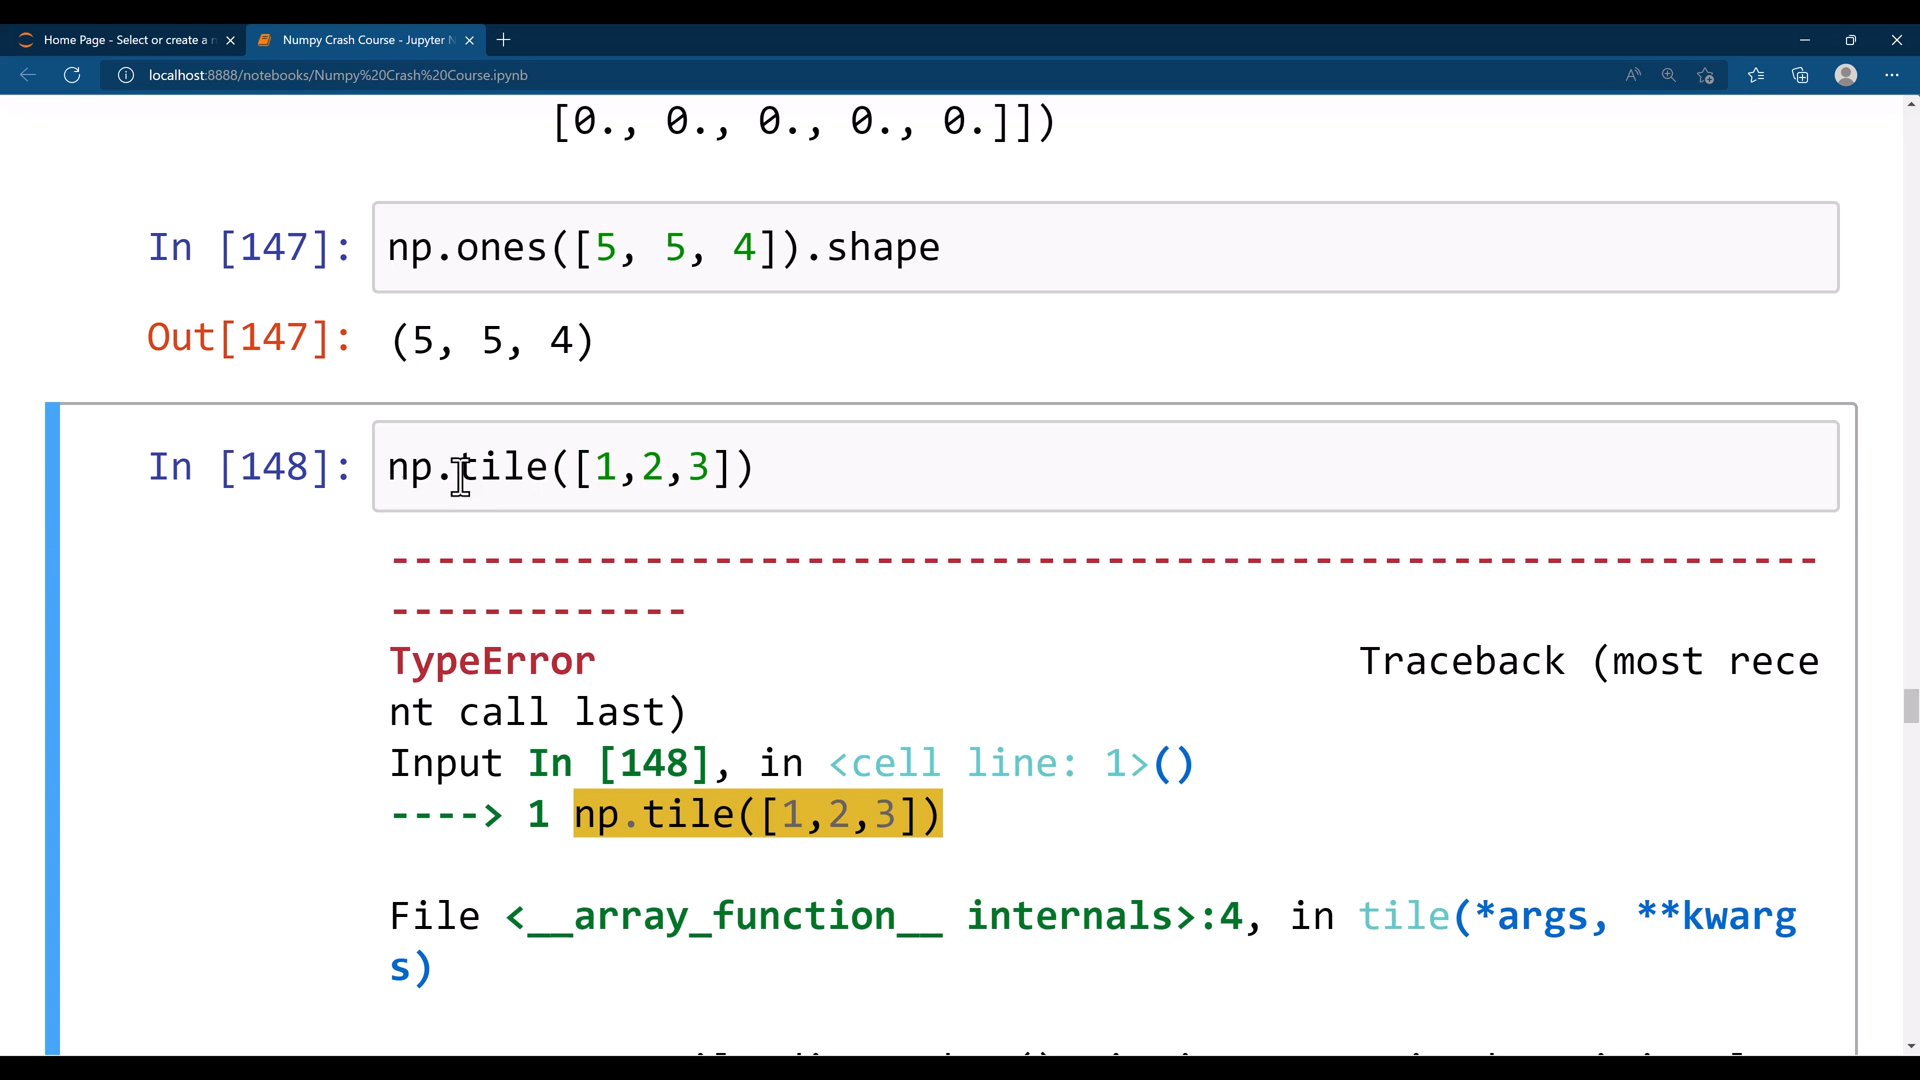 Home Page - Select or create a n
Numpy Crash Course - Jupyter N
localhost:8888/notebooks/Numpy%20Crash%20Course.ipynb
[0., 0., 0., 0., 0.]])
In [147]: np.ones([5, 5, 4]).shape
Out[147]: (5, 5, 4)
In [148]: np.tile([1,2,3])
---------------------------------------------------------------
-------------
TypeError Traceback (most rece
nt call last)
Input In [148], in <cell line: 1>()
----> 1 np.tile([1,2,3])
File <__array_function__ internals>:4, in tile(*args, **kwarg
s)